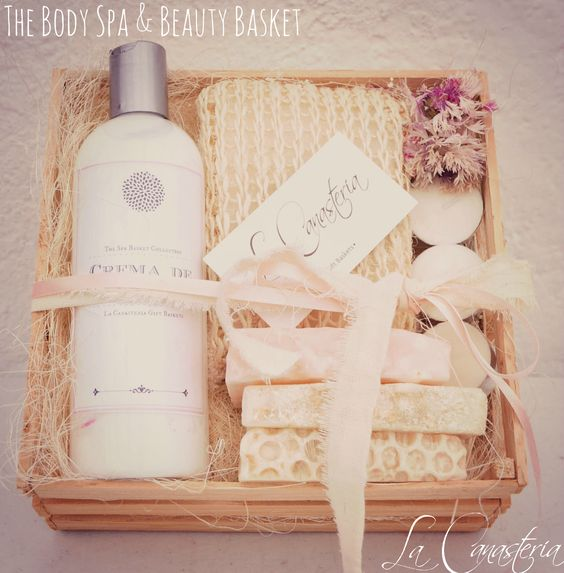 The Body Spa & Beauty Basket
The Spa Basket Collection
Crema de
La Canasteria Gift Baskets
La Canasteria
Baskets
La Canasteria